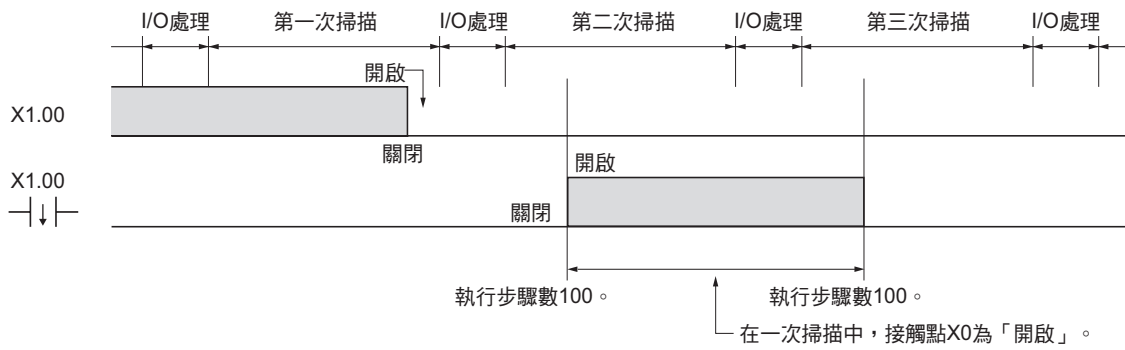 I/O處理 第一次掃描 I/O處理 第二次掃描 I/O處理 第三次掃描 I/O處理
開啟
X1.00
關閉
X1.00
開啟
關閉
執行步驟數100。 執行步驟數100。
在一次掃描中，接觸點X0為「開啟」。